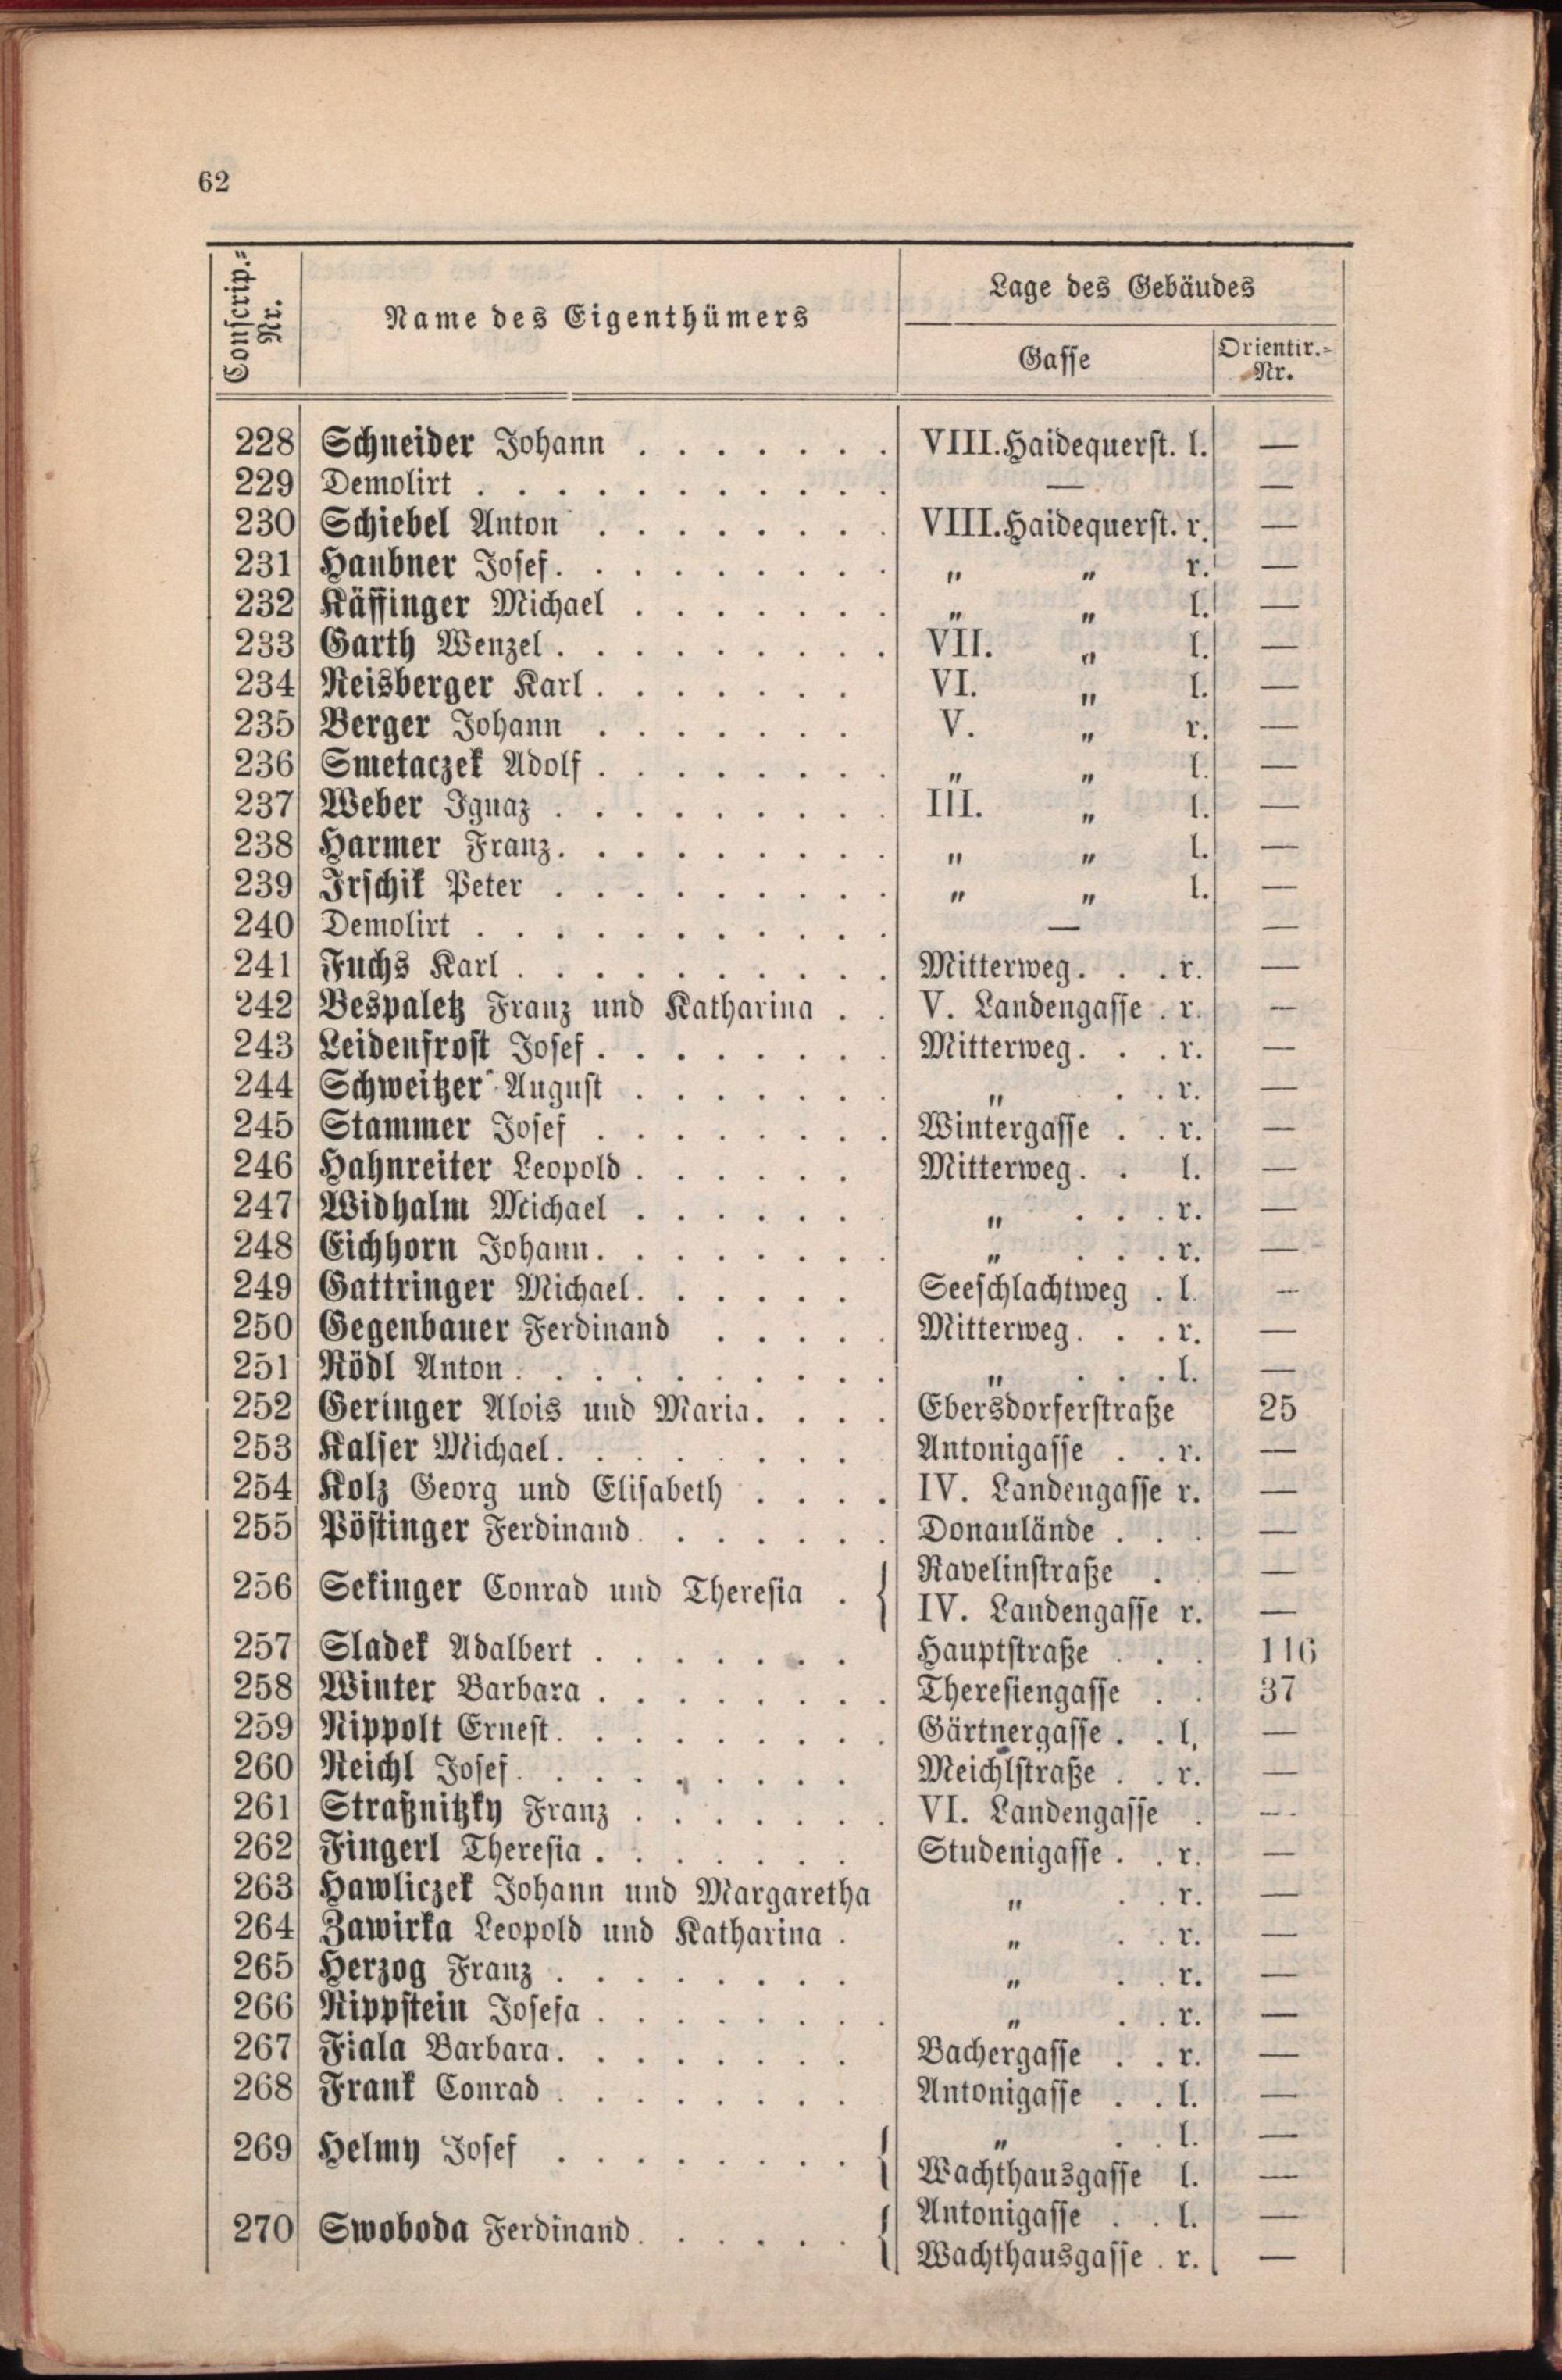 62
Conscrip.-
Nr.
Name des Eigenthümers
Lage des Gebäudes
Gasse
Orientir.-
Nr.
228 Schneider Johann . . . . . . . VIII. Haidequerst. l. —
229 Demolirt . . . . . . . . . . . — —
230 Schiebel Anton . . . . . . . . VIII. Haidequerst. r. —
231 Haubner Josef. . . . . . . . . „ „ r. —
232 Käffinger Michael . . . . . . . „ „ l. —
233 Garth Wenzel . . . . . . . . . VII. „ l. —
234 Reisberger Karl . . . . . . . VI. „ l. —
235 Berger Johann . . . . . . . V. „ r. —
236 Smetaczek Adolf . . . . . . . . „ „ l. —
237 Weber Ignaz . . . . . . . . . III. „ l. —
238 Harmer Franz. . . . . . . . . „ „ l. —
239 Irschik Peter . . . . . . . . . „ „ l. —
240 Demolirt . . . . . . . . . . . — —
241 Fuchs Karl . . . . . . . . . . Mitterweg. . . r. —
242 Bespaletz Franz und Katharina . . V. Landengasse . r. —
243 Leidenfrost Josef . . . . . . . . Mitterweg. . . r. —
244 Schweitzer August . . . . . . . „ . . r. —
245 Stammer Josef . . . . . . . . Wintergasse . . r. —
246 Hahnreiter Leopold . . . . . . Mitterweg. . l. —
247 Widhalm Michael . . . . . . „ . . . r. —
248 Eichhorn Johann. . . . . . . . „ . . . r. —
249 Gattringer Michael. . . . . . Seeschlachtweg . l. —
250 Gegenbauer Ferdinand . . . . . Mitterweg. . . r. —
251 Rödl Anton . . . . . . . . . . „ . . . l. —
252 Geringer Alois und Maria. . . . Ebersdorferstraße 25
253 Kalser Michael. . . . . . . . Antonigasse . . r. —
254 Kolz Georg und Elisabeth . . . . IV. Landengasse r. —
255 Pöstinger Ferdinand . . . . . . . Donaulände . . . —
256 Sekinger Conrad und Theresia . { Ravelinstraße . —
IV. Landengasse r. —
257 Sladek Adalbert . . . . . . . Hauptstraße . . . 116
258 Winter Barbara . . . . . . . . Theresiengasse . . 37
259 Rippolt Ernest. . . . . . . . . Gärtnergasse . . l. —
260 Reichl Josef. . . . . . . . . Meichlstraße . . r. —
261 Straßnitzky Franz . . . . . . . VI. Landengasse . —
262 Fingerl Theresia . . . . . . . Studenigasse . . r. —
263 Hawliczek Johann und Margaretha „ . . r. —
264 Zawirka Leopold und Katharina . „ . . r. —
265 Herzog Franz . . . . . . . . „ . . r. —
266 Rippstein Josefa . . . . . . . . „ . . r. —
267 Fiala Barbara. . . . . . . . Bachergasse . . r. —
268 Frank Conrad . . . . . . . . Antonigasse . . l. —
269 Helmy Josef . . . . . . . . { „ . . l. —
Wachthausgasse l. —
270 Swoboda Ferdinand . . . . . . { Antonigasse . . l. —
Wachthausgasse . r. —